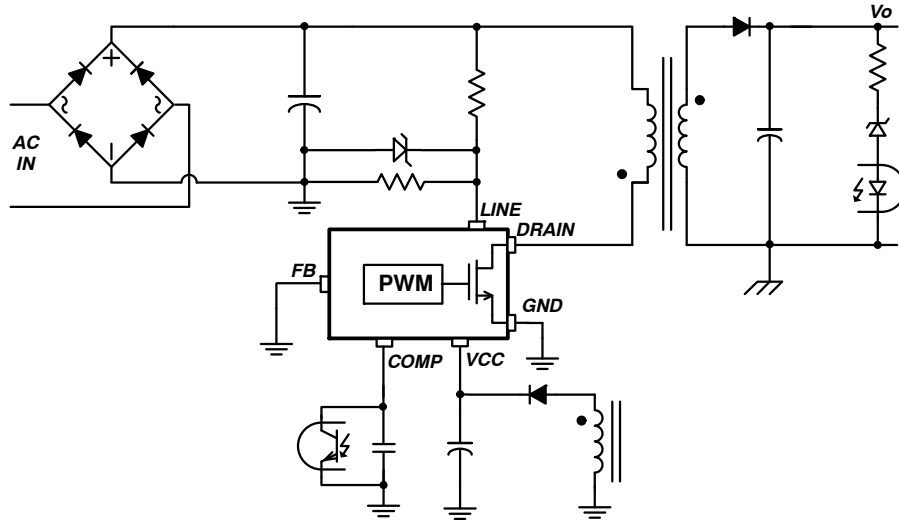 Vo
AC
IN
LINE
DRAIN
FB
PWM
GND
COMP
VCC